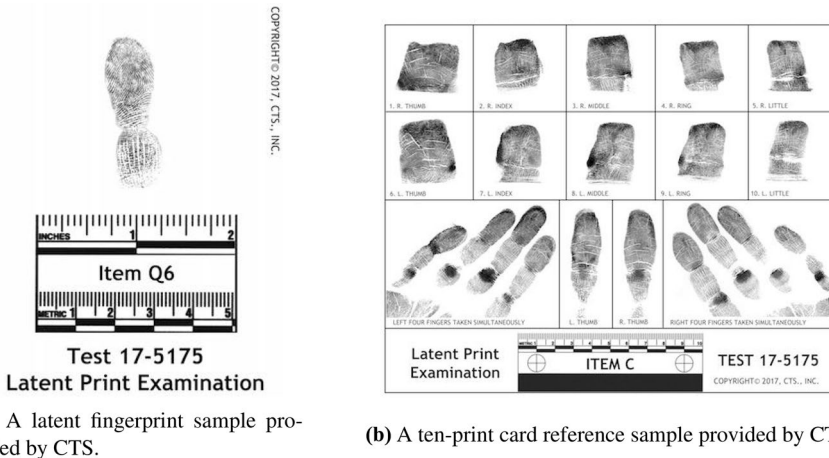 COPYRIGHT© 2017, CTS., INC.
INCHES 1 2
Item Q6
METRIC 1 2 3 4 5
Test 17-5175
Latent Print Examination
A latent fingerprint sample pro-
ed by CTS.
1. R. THUMB
2. R. INDEX
3. R. MIDDLE
4. R. RING
5. R. LITTLE
6. L. THUMB
7. L. INDEX
8. L. MIDDLE
9. L. RING
10. L. LITTLE
LEFT FOUR FINGERS TAKEN SIMULTANEOUSLY
L. THUMB
R. THUMB
RIGHT FOUR FINGERS TAKEN SIMULTANEOUSLY
Latent Print
Examination
ITEM C
TEST 17-5175
COPYRIGHT© 2017, CTS., INC.
(b) A ten-print card reference sample provided by CT